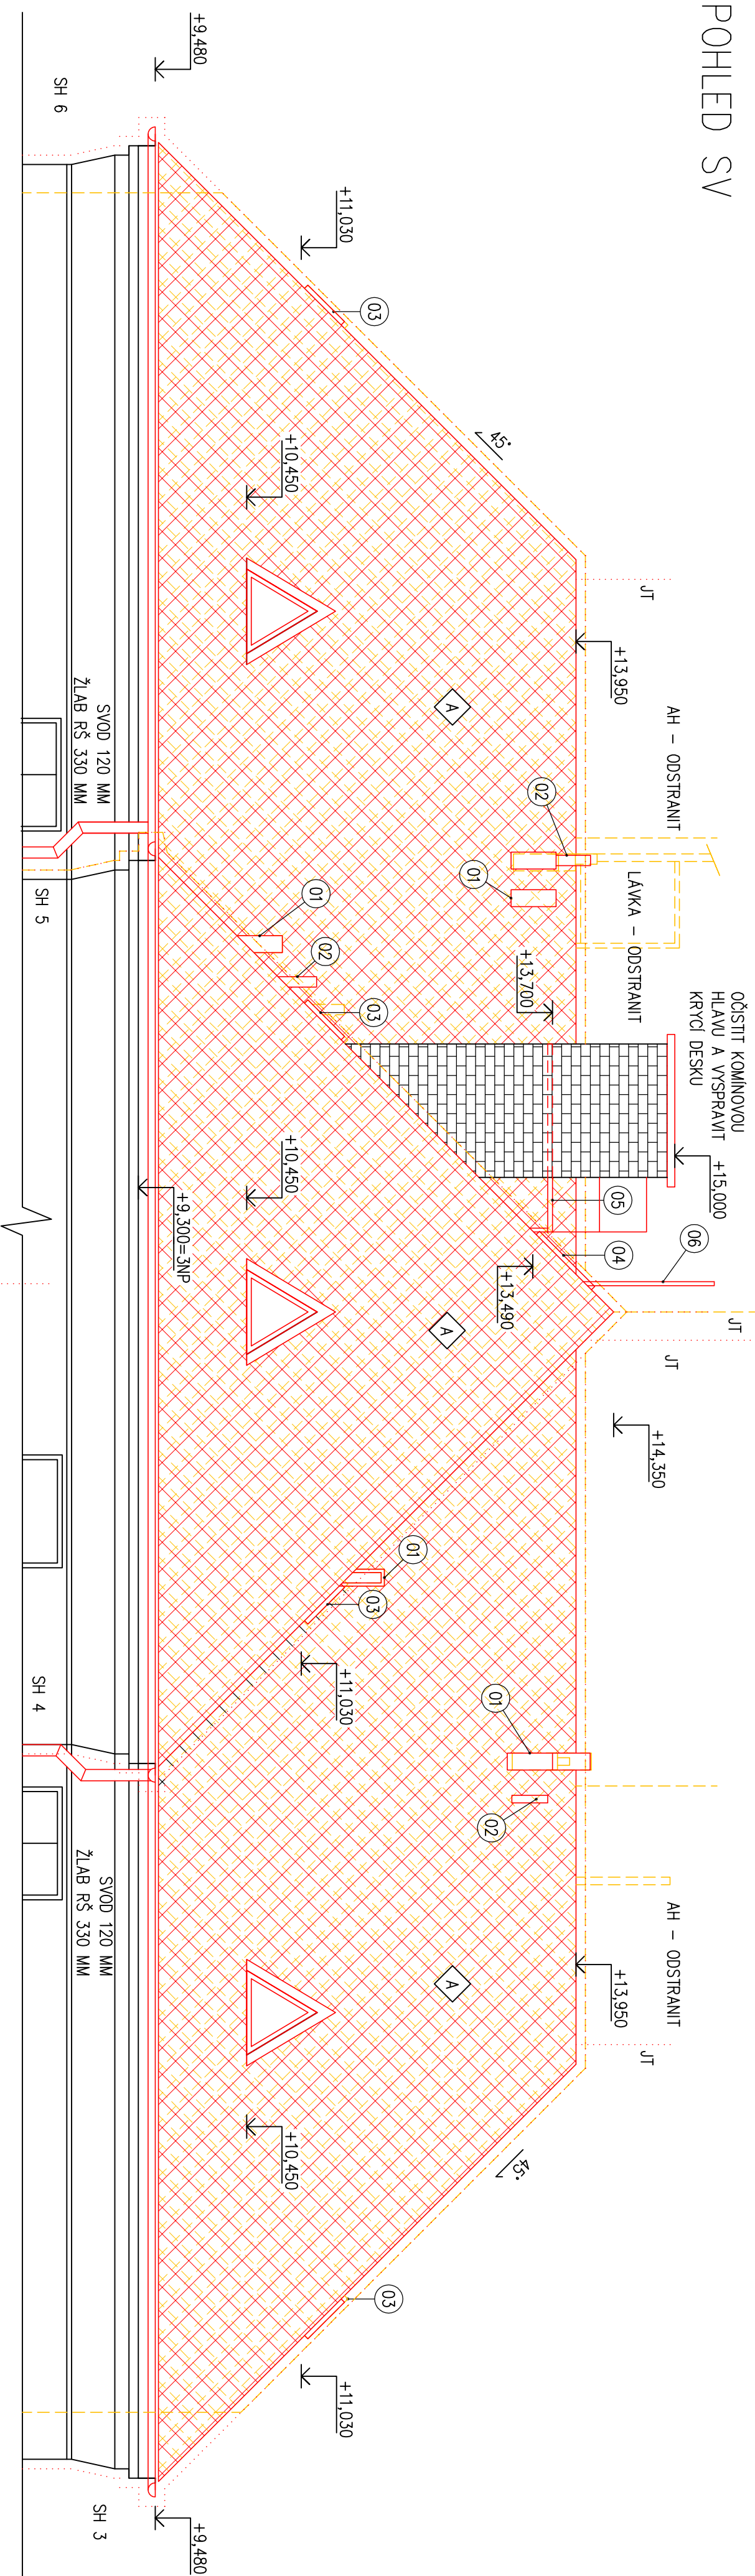 POHLED SV
+9,480
SH 6
+11,030
03
45°
+10,450
JT
+13,950
A
AH - ODSTRANIT
02
01
LÁVKA - ODSTRANIT
SVOD 120 MM
ŽLAB RŠ 330 MM
SH 5
01
02
03
+13,700
OČISTIT KOMÍNOVOU
HLAVU A VYSPRAVIT
KRYCÍ DESKU
+15,000
05
04
06
+13,490
+10,450
+9,300=3NP
A
JT
JT
+14,350
01
03
+11,030
SH 4
01
02
SVOD 120 MM
ŽLAB RŠ 330 MM
AH - ODSTRANIT
+13,950
A
JT
45°
+10,450
03
+11,030
SH 3
+9,480